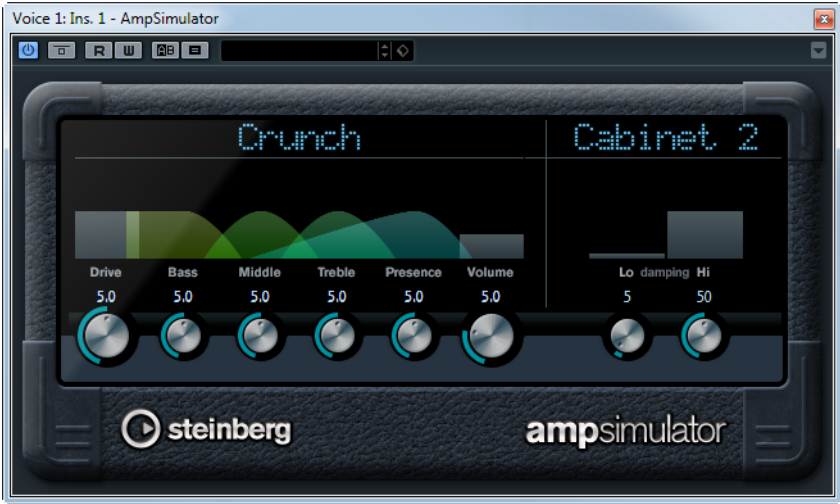 Voice 1: Ins. 1 - AmpSimulator
R W AB
Crunch Cabinet 2
Drive Bass Middle Treble Presence Volume Lo damping Hi
5.0 5.0 5.0 5.0 5.0 5.0 5 50
steinberg ampsimulator